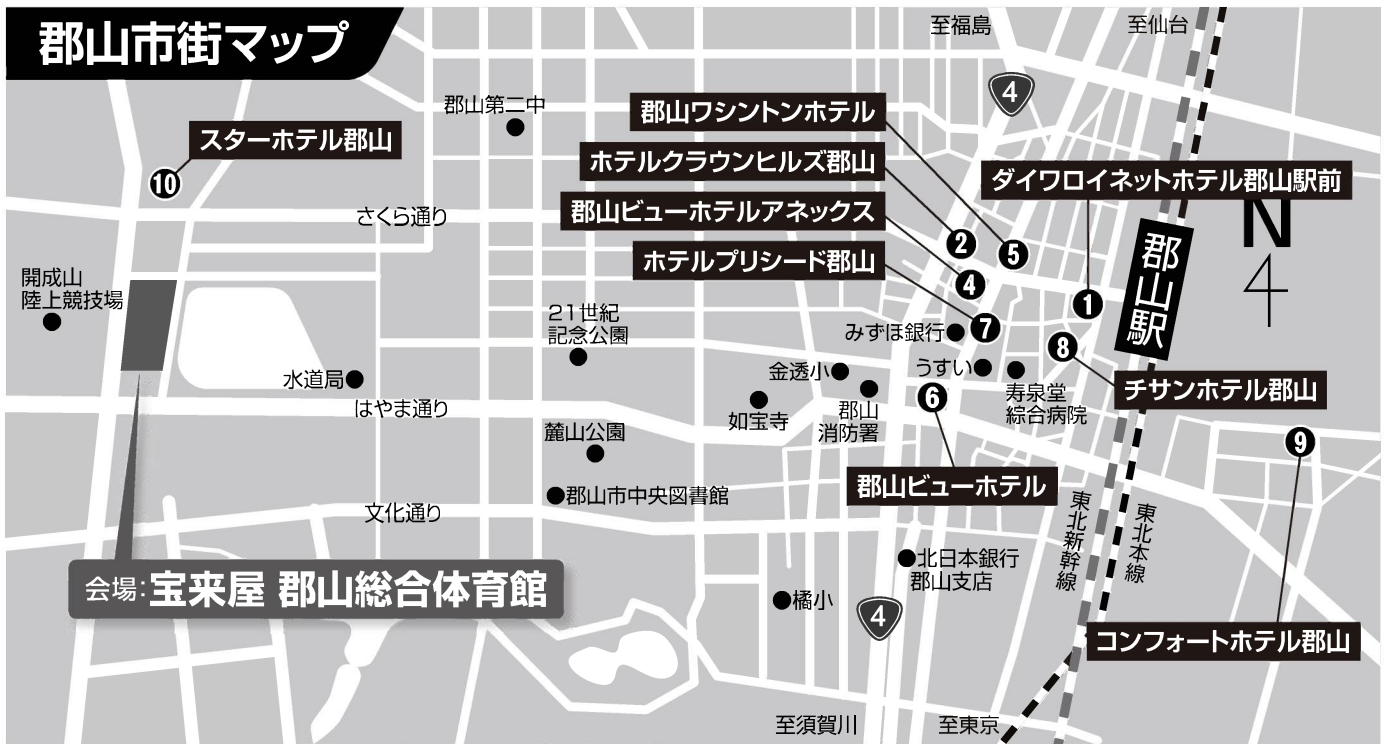 郡山市街マップ
至福島
至仙台
4
郡山第二中
郡山ワシントンホテル
スターホテル郡山
ホテルクラウンヒルズ郡山
ダイワロイネットホテル郡山駅前
10
郡山ビューホテルアネックス
さくら通り
N
2
5
ホテルプリシード郡山
郡山駅
開成山
陸上競技場
4
1
21世紀
記念公園
みずほ銀行
7
8
水道局
金透小
うすい
チサンホテル郡山
はやま通り
如宝寺
郡山
消防署
6
寿泉堂
綜合病院
麓山公園
9
郡山ビューホテル
郡山市中央図書館
文化通り
東北新幹線
東北本線
北日本銀行
郡山支店
会場:宝来屋 郡山総合体育館
橘小
4
コンフォートホテル郡山
至須賀川
至東京